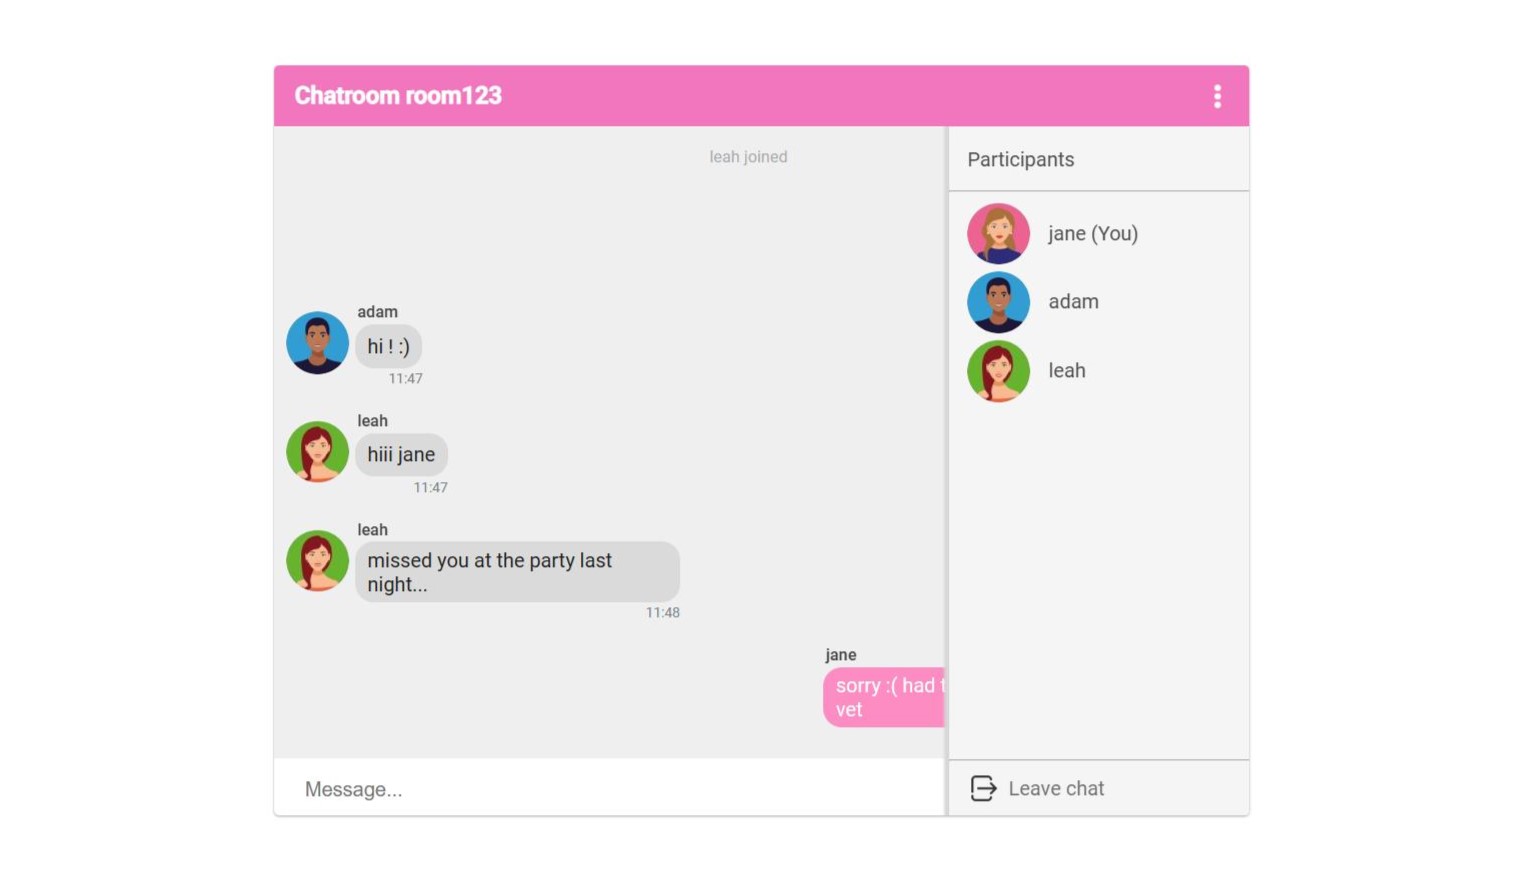 Chatroom room123
leah joined
adam
hi ! :)
11:47
leah
hiii jane
11:47
leah
missed you at the party last
night...
11:48
jane
sorry :( had
vet
Message...
Participants
jane (You)
adam
leah
Leave chat